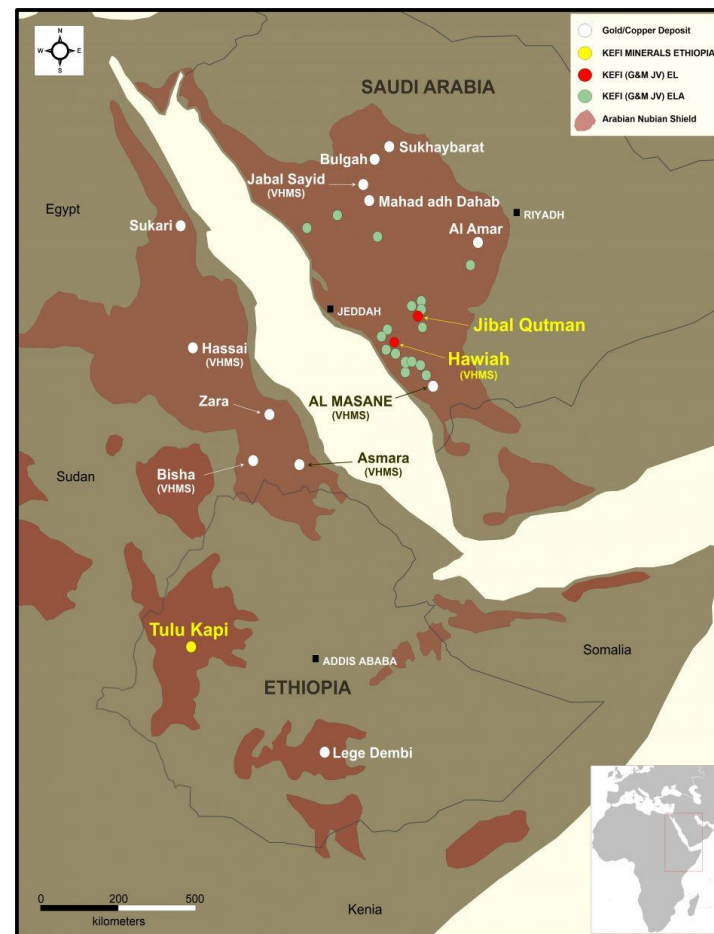 N
W E
S
Gold/Copper Deposit
KEFI MINERALS ETHIOPIA
KEFI (G&M JV) EL
KEFI (G&M JV) ELA
Arabian Nubian Shield
SAUDI ARABIA
Sukhaybarat
Bulgah
Jabal Sayid
(VHMS)
Mahad adh Dahab
Egypt
Sukari
RIYADH
Al Amar
JEDDAH
Jibal Qutman
Hassai
(VHMS)
Hawiah
(VHMS)
AL MASANE
(VHMS)
Zara
Sudan
Bisha
(VHMS)
Asmara
(VHMS)
Tulu Kapi
ADDIS ABABA
Somalia
ETHIOPIA
Lege Dembi
0 200 500
kilometers
Kenia